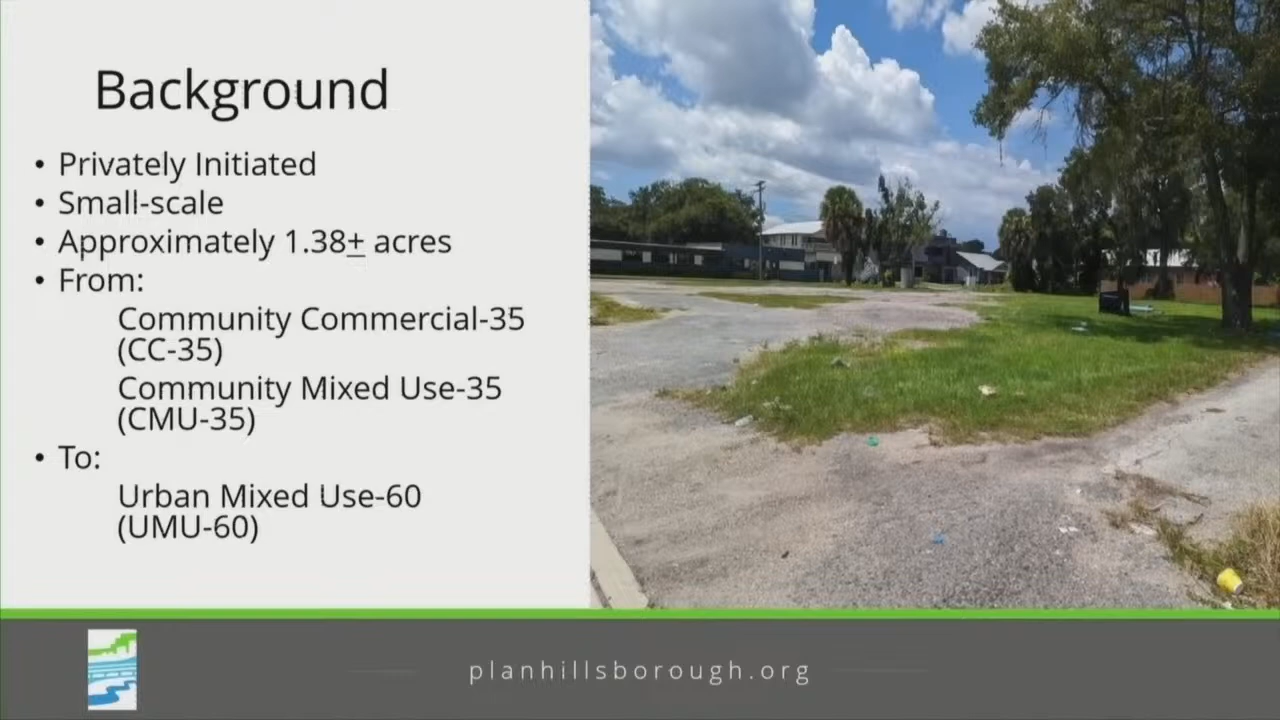 Background
• Privately Initiated
• Small-scale
• Approximately 1.38± acres
• From:
Community Commercial-35
(CC-35)
Community Mixed Use-35
(CMU-35)
• To:
Urban Mixed Use-60
(UMU-60)
planhillsborough.org